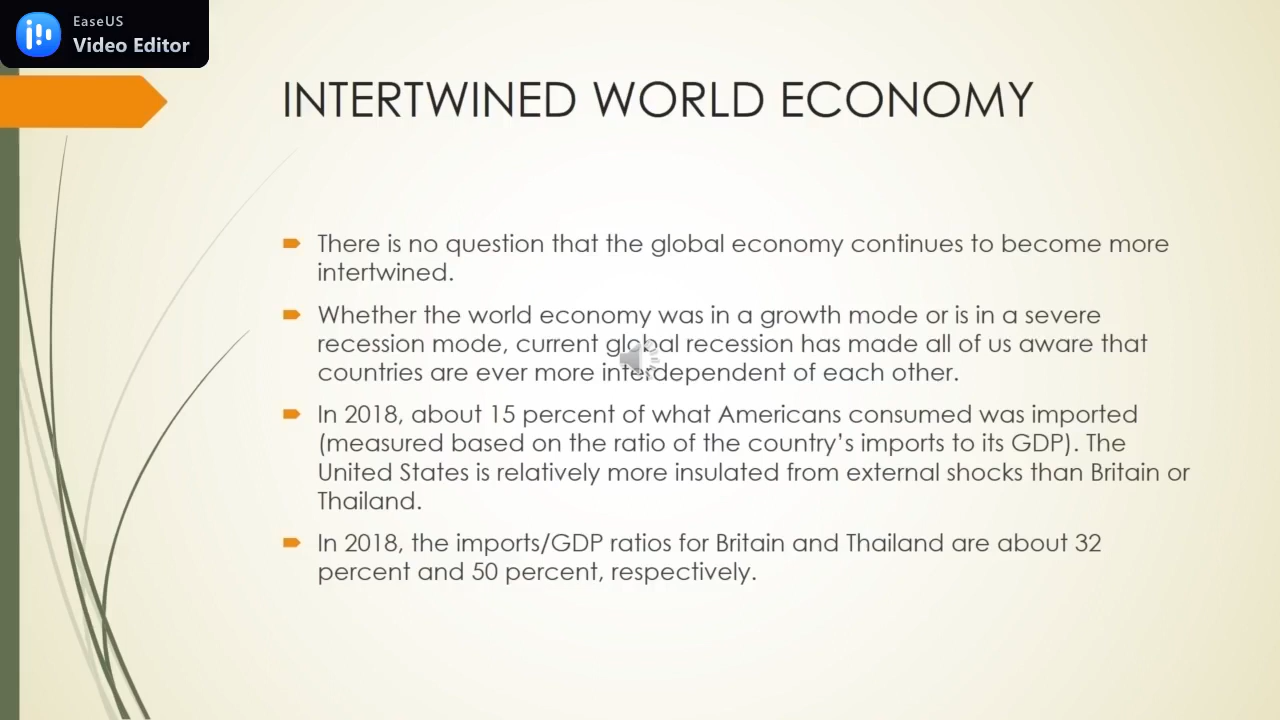 EaseUS
Video Editor
INTERTWINED WORLD ECONOMY
There is no question that the global economy continues to become more
intertwined.
Whether the world economy was in a growth mode or is in a severe
recession mode, current global recession has made all of us aware that
countries are ever more interdependent of each other.
In 2018, about 15 percent of what Americans consumed was imported
(measured based on the ratio of the country’s imports to its GDP). The
United States is relatively more insulated from external shocks than Britain or
Thailand.
In 2018, the imports/GDP ratios for Britain and Thailand are about 32
percent and 50 percent, respectively.